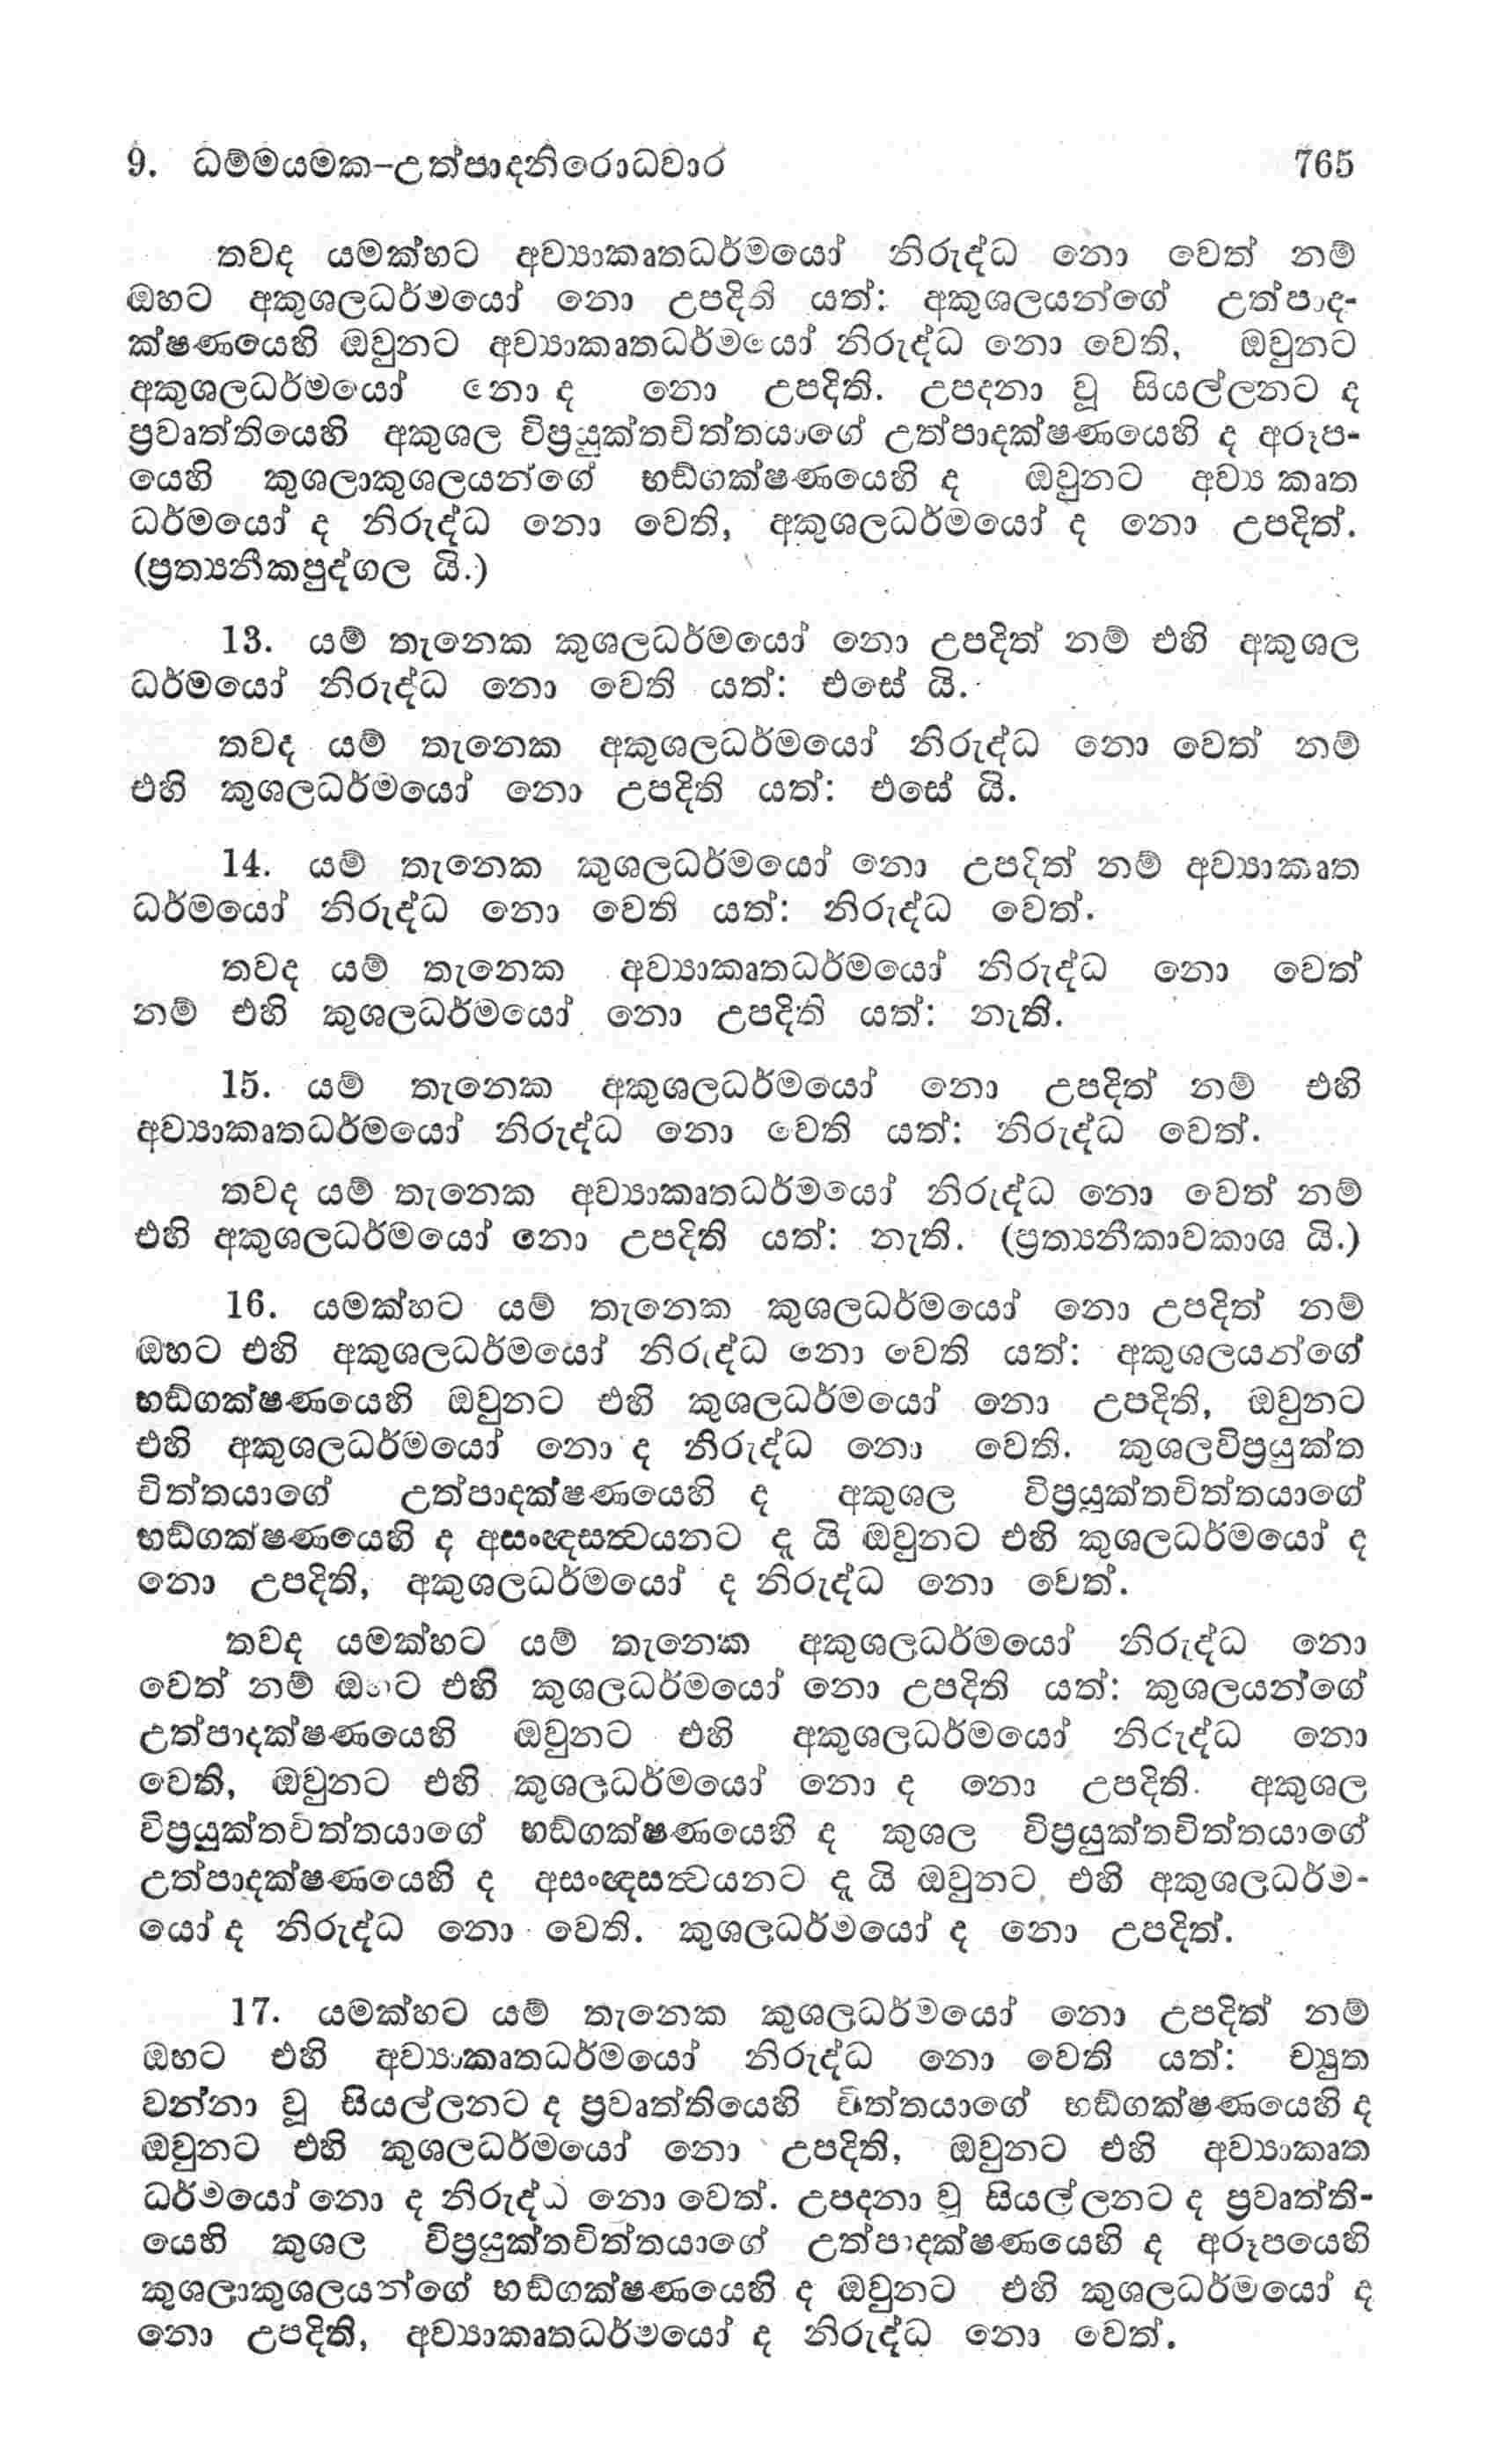 9. ධම්මයමක-උත්පාදනිරොධවාර 765
තවද යමක්හට අව්‍යාකෘතධර්මයෝ නිරුද්ධ නො වෙත් නම්
ඔහට අකුශලධර්මයෝ නො උපදිති යත්: අකුශලයන්ගේ උත්පාද-
ක්ෂණයෙහි ඔවුනට අව්‍යාකෘතධර්මයෝ නිරුද්ධ නො වෙති, ඔවුනට
අකුශලධර්මයෝ නො ද නො උපදිති. උපදනා වූ සියල්ලනට ද
ප්‍රවෘත්තියෙහි අකුශල විප්‍රයුක්තචිත්තයාගේ උත්පාදක්ෂණයෙහි ද අරූප-
යෙහි කුශලාකුශලයන්ගේ භඩ්ගක්ෂණයෙහි ද ඔවුනට අව්‍ය කෘත
ධර්මයෝ ද නිරුද්ධ නො වෙති, අකුශලධර්මයෝ ද නො උපදිත්.
(ප්‍රත්‍යනීකපුද්ගල යි.)
13. යම් තැනෙක කුශලධර්මයෝ නො උපදිත් නම් එහි අකුශල
ධර්මයෝ නිරුද්ධ නො වෙති යත්: එසේ යි.
තවද යම් තැනෙක අකුශලධර්මයෝ නිරුද්ධ නො වෙත් නම්
එහි කුශලධර්මයෝ නො උපදිති යත්: එසේ යි.
14. යම් තැනෙක කුශලධර්මයෝ නො උපදිත් නම් අව්‍යාකෘත
ධර්මයෝ නිරුද්ධ නො වෙති යත්: නිරුද්ධ වෙත්.
තවද යම් තැනෙක අව්‍යාකෘතධර්මයෝ නිරුද්ධ නො වෙත්
නම් එහි කුශලධර්මයෝ නො උපදිති යත්: නැති.
15. යම් තැනෙක අකුශලධර්මයෝ නො උපදිත් නම් එහි
අව්‍යාකෘතධර්මයෝ නිරුද්ධ නො වෙති යත්: නිරුද්ධ වෙත්.
තවද යම් තැනෙක අව්‍යාකෘතධර්මයෝ නිරුද්ධ නො වෙත් නම්
එහි අකුශලධර්මයෝ නො උපදිති යත්: නැති. (ප්‍රත්‍යනීකාවකාශ යි.)
16. යමක්හට යම් තැනෙක කුශලධර්මයෝ නො උපදිත් නම්
ඔහට එහි අකුශලධර්මයෝ නිරුද්ධ නො වෙති යත්: අකුශලයන්ගේ
භඩ්ගක්ෂණයෙහි ඔවුනට එහි කුශලධර්මයෝ නො උපදිති, ඔවුනට
එහි අකුශලධර්මයෝ නො ද නිරුද්ධ නො වෙති. කුශලවිප්‍රයුක්ත
චිත්තයාගේ උත්පාදක්ෂණයෙහි ද අකුශල විප්‍රයුක්තචිත්තයාගේ
භඩ්ගක්ෂණයෙහි ද අසංඥසත්‍වයනට දැ යි ඔවුනට එහි කුශලධර්මයෝ ද
නො උපදිති, අකුශලධර්මයෝ ද නිරුද්ධ නො වෙත්.
තවද යමක්හට යම් තැනෙක අකුශලධර්මයෝ නිරුද්ධ නො
වෙත් නම් ඔහට එහි කුශලධර්මයෝ නො උපදිති යත්: කුශලයන්ගේ
උත්පාදක්ෂණයෙහි ඔවුනට එහි අකුශලධර්මයෝ නිරුද්ධ නො
වෙති, ඔවුනට එහි කුශලධර්මයෝ නො ද නො උපදිති. අකුශල
විප්‍රයුක්තචිත්තයාගේ භඩ්ගක්ෂණයෙහි ද කුශල විප්‍රයුක්තචිත්තයාගේ
උත්පාදක්ෂණයෙහි ද අසංඥසත්‍වයනට දැ යි ඔවුනට එහි අකුශලධර්ම-
යෝ ද නිරුද්ධ නො වෙති. කුශලධර්මයෝ ද නො උපදිත්.
17. යමක්හට යම් තැනෙක කුශලධර්මයෝ නො උපදිත් නම්
ඔහට එහි අව්‍යාකෘතධර්මයෝ නිරුද්ධ නො වෙති යත්: ච්‍යුත
වන්නා වූ සියල්ලනට ද ප්‍රවෘත්තියෙහි චිත්තයාගේ භඩ්ගක්ෂණයෙහි ද
ඔවුනට එහි කුශලධර්මයෝ නො උපදිති, ඔවුනට එහි අව්‍යාකෘත
ධර්මයෝ නො ද නිරුද්ධ නො වෙත්. උපදනා වූ සියල්ලනට ද ප්‍රවෘත්ති-
යෙහි කුශල විප්‍රයුක්තචිත්තයාගේ උත්පාදක්ෂණයෙහි ද අරූපයෙහි
කුශලාකුශලයන්ගේ භඩ්ගක්ෂණයෙහි ද ඔවුනට එහි කුශලධර්මයෝ ද
නො උපදිති, අව්‍යාකෘතධර්මයෝ ද නිරුද්ධ නො වෙත්.